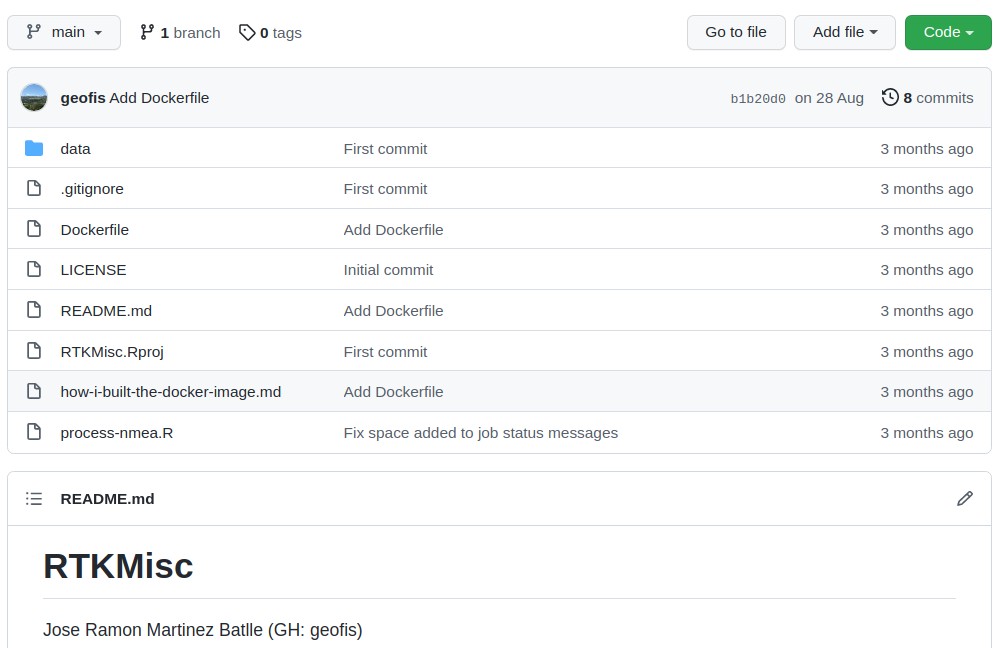 main 1 branch 0 tags Go to file Add file Code
geofis Add Dockerfile b1b20d0 on 28 Aug 8 commits
data First commit 3 months ago
.gitignore First commit 3 months ago
Dockerfile Add Dockerfile 3 months ago
LICENSE Initial commit 3 months ago
README.md Add Dockerfile 3 months ago
RTKMisc.Rproj First commit 3 months ago
how-i-built-the-docker-image.md Add Dockerfile 3 months ago
process-nmea.R Fix space added to job status messages 3 months ago
README.md
RTKMisc
Jose Ramon Martinez Batlle (GH: geofis)